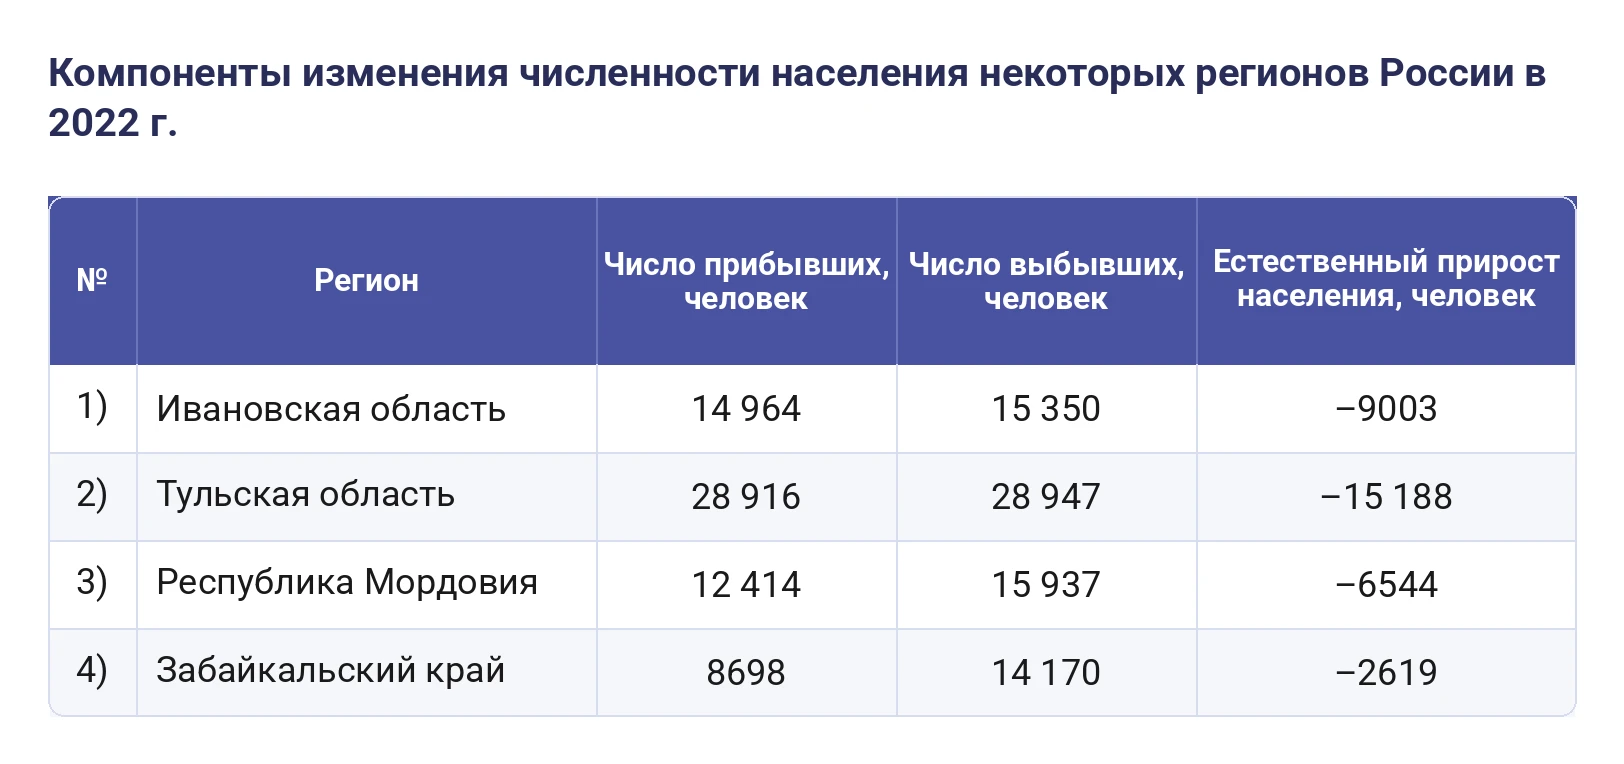 Компоненты изменения численности населения некоторых регионов России в
2022 г.
№ Регион Число прибывших, человек Число выбывших, человек Естественный прирост населения, человек
1) Ивановская область 14 964 15 350 –9003
2) Тульская область 28 916 28 947 –15 188
3) Республика Мордовия 12 414 15 937 –6544
4) Забайкальский край 8698 14 170 –2619